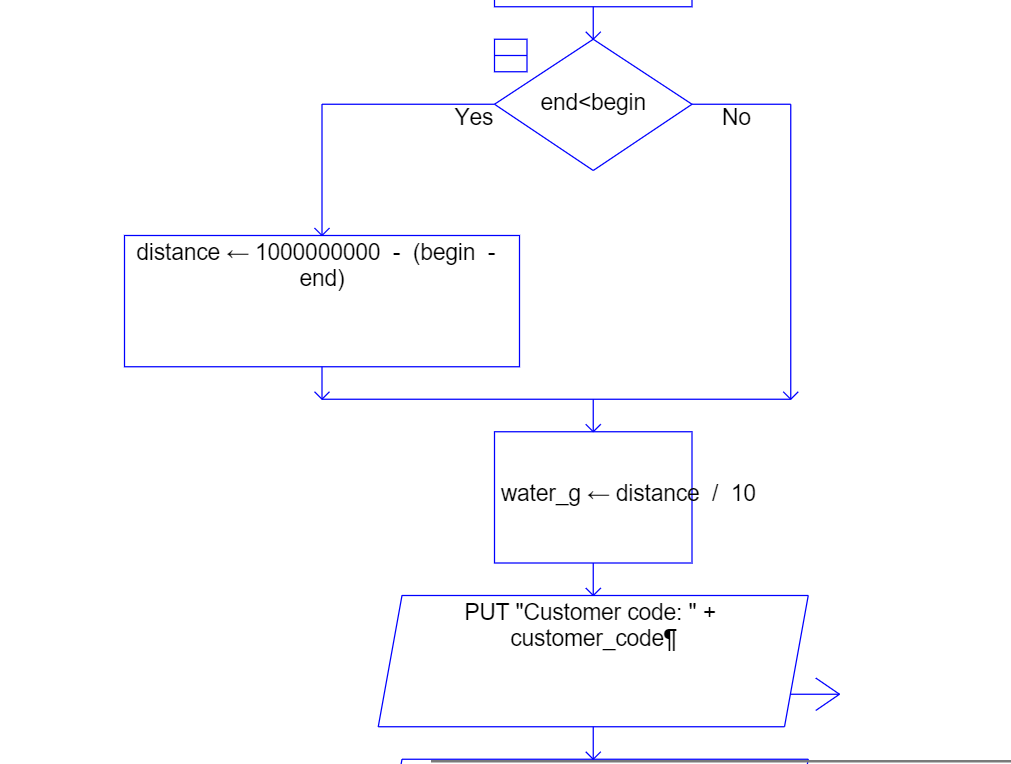 end<begin
Yes
No
distance ← 1000000000 - (begin -
end)
water_g ← distance / 10
PUT "Customer code: " +
customer_code¶